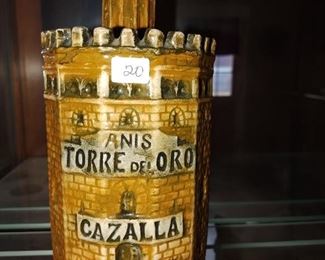 20
ANIS
TORRE DEL ORO
CAZALLA